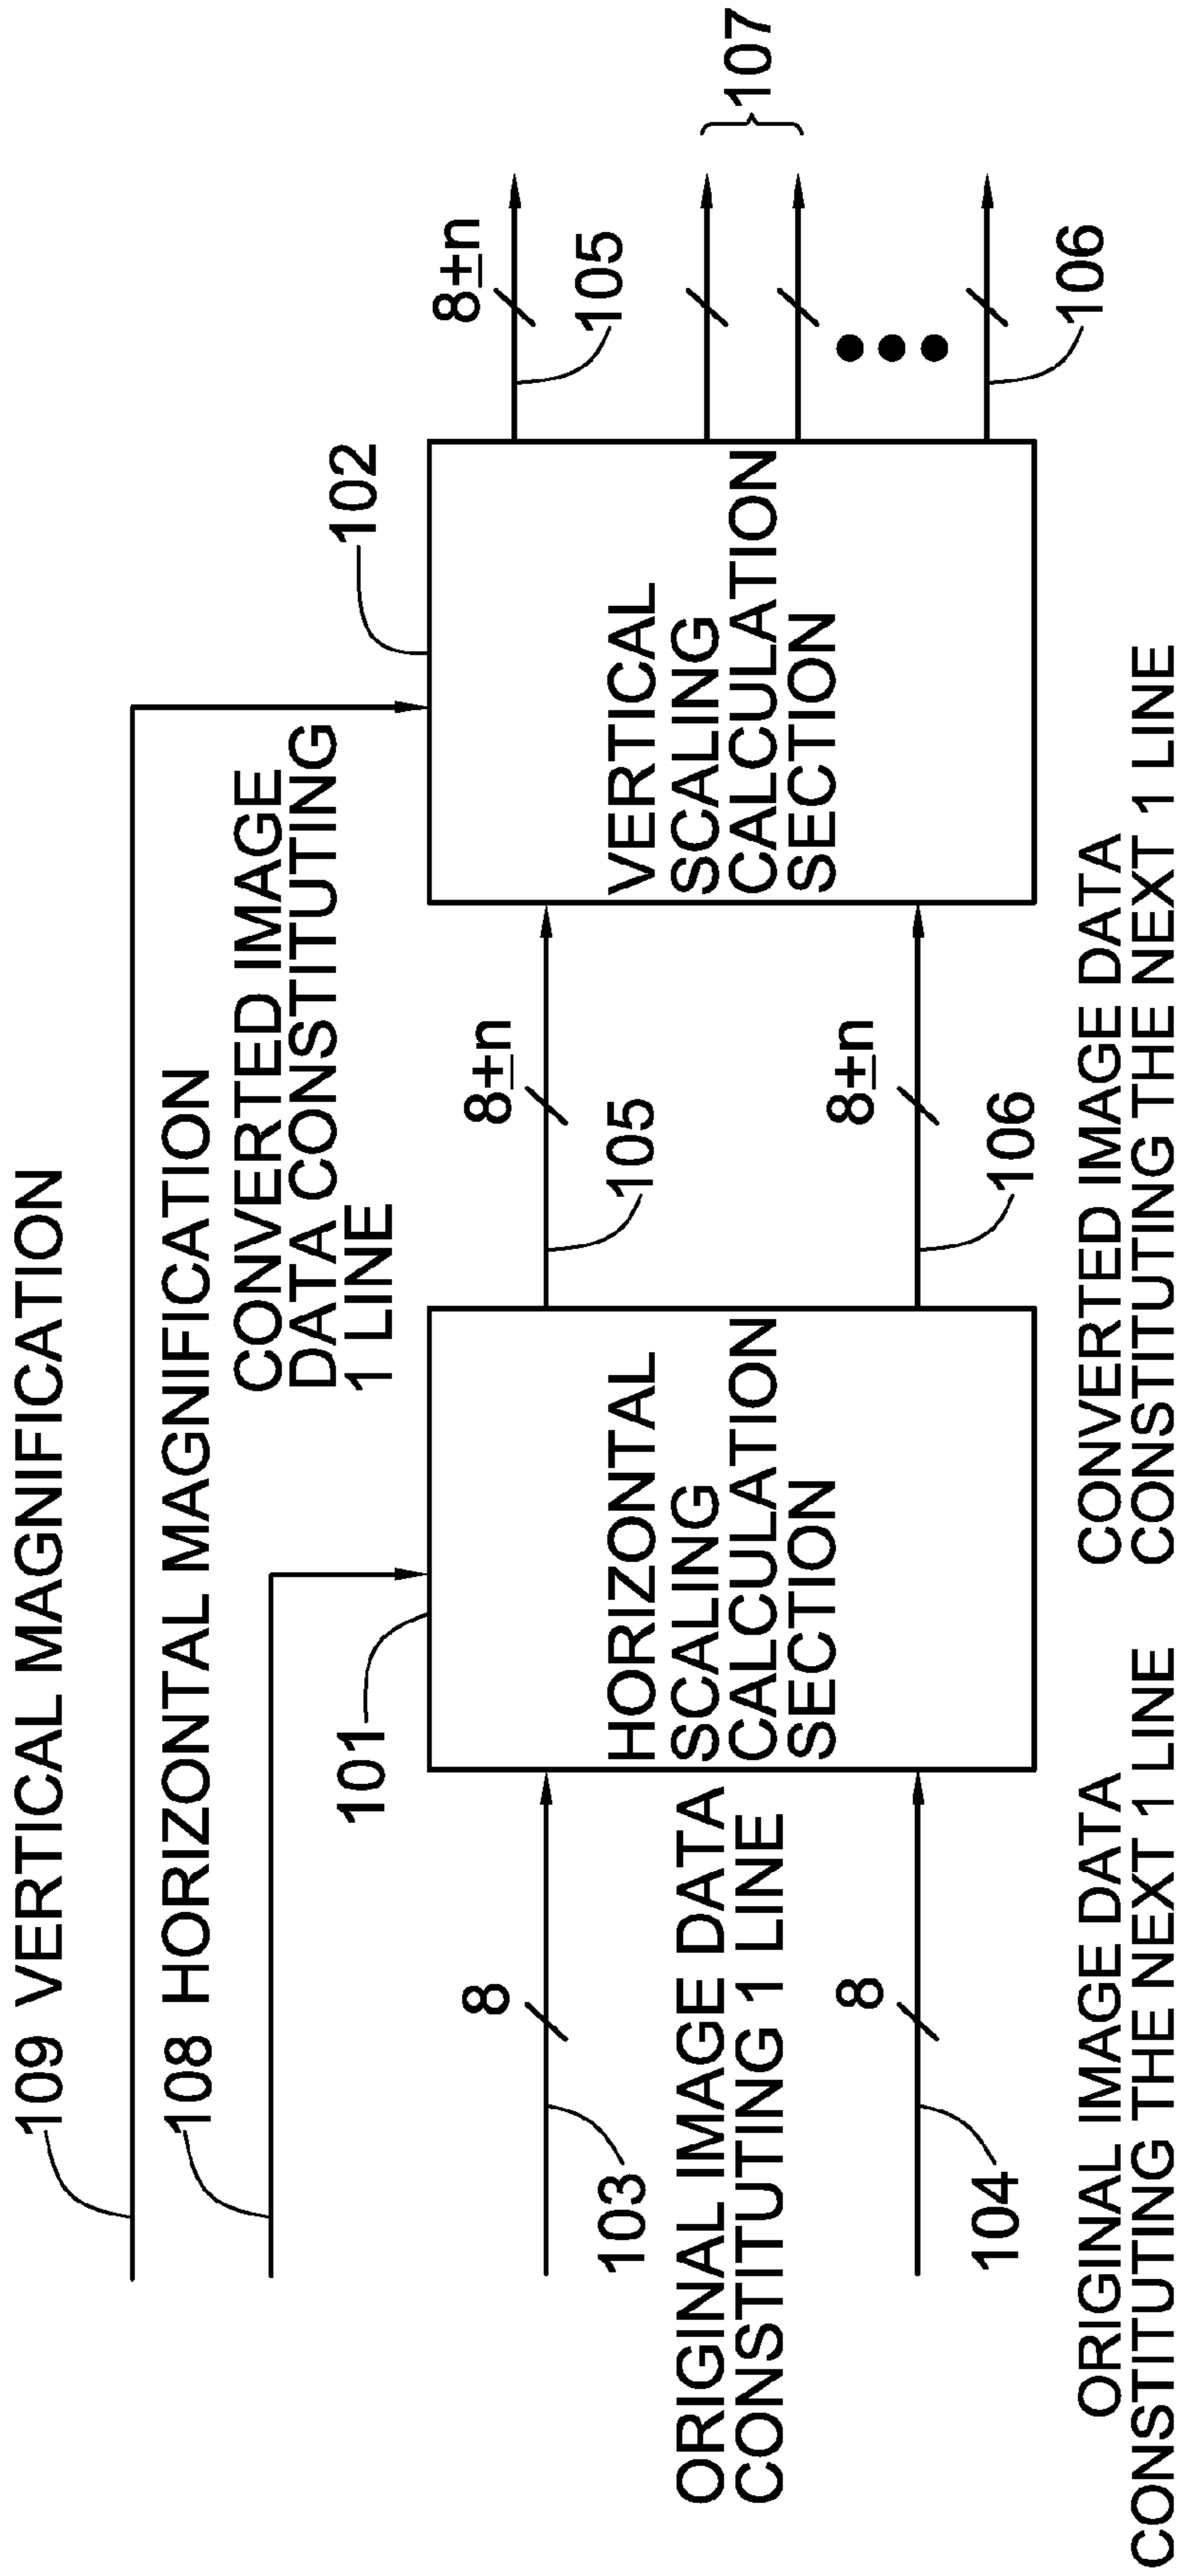 109 VERTICAL MAGNIFICATION
108 HORIZONTAL MAGNIFICATION
CONVERTED IMAGE
DATA CONSTITUTING
1 LINE
101
102
8
103
ORIGINAL IMAGE DATA
CONSTITUTING 1 LINE
8
104
ORIGINAL IMAGE DATA
CONSTITUTING THE NEXT 1 LINE
HORIZONTAL
SCALING
CALCULATION
SECTION
8±n
105
8±n
106
CONVERTED IMAGE DATA
CONSTITUTING THE NEXT 1 LINE
VERTICAL
SCALING
CALCULATION
SECTION
8±n
105
107
106